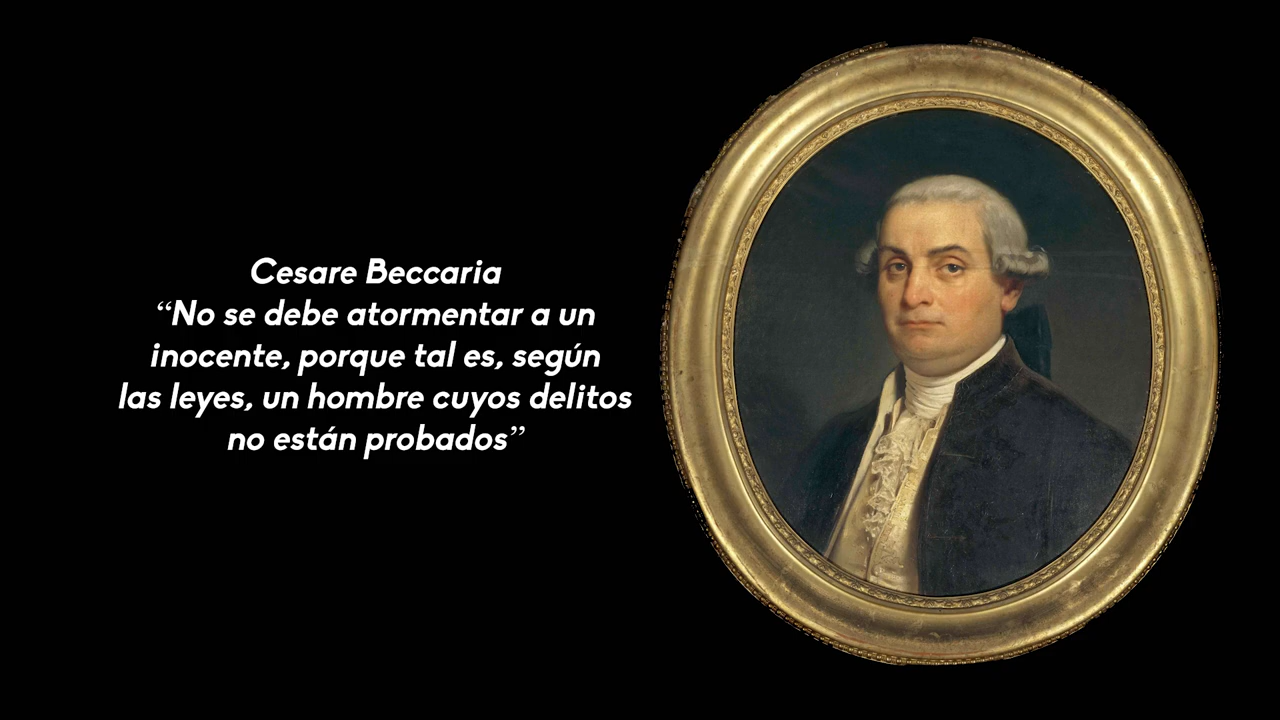 Cesare Beccaria
“No se debe atormentar a un
inocente, porque tal es, según
las leyes, un hombre cuyos delitos
no están probados”